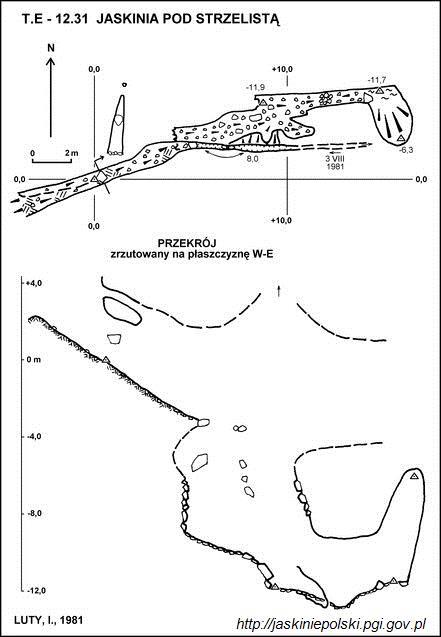 T.E - 12.31 JASKINIA POD STRZELISTĄ
N
0,0
+10,0
-11,9
-11,7
0
2 m
8,0
3 VIII
1981
-6,3
0,0
0,0
0,0
+10,0
PRZEKRÓJ
zrzutowany na płaszczyznę W-E
+4,0
0 m
-4,0
-8,0
-12,0
LUTY, I., 1981
http://jaskiniepolski.pgi.gov.pl